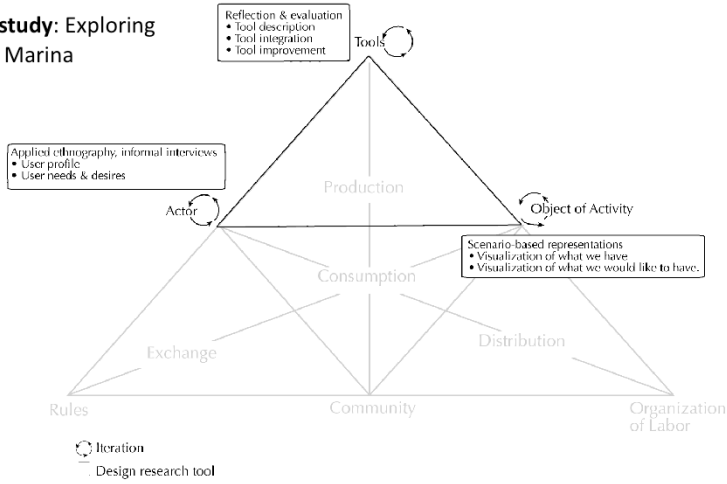 study: Exploring
Marina
Reflection & evaluation
• Tool description
• Tool integration
• Tool improvement
Tools
Applied ethnography, informal interviews
• User profile
• User needs & desires
Production
Actor
Object of Activity
Scenario-based representations
• Visualization of what we have
• Visualization of what we would like to have.
Consumption
Exchange
Distribution
Rules
Community
Organization
of Labor
Iteration
Design research tool